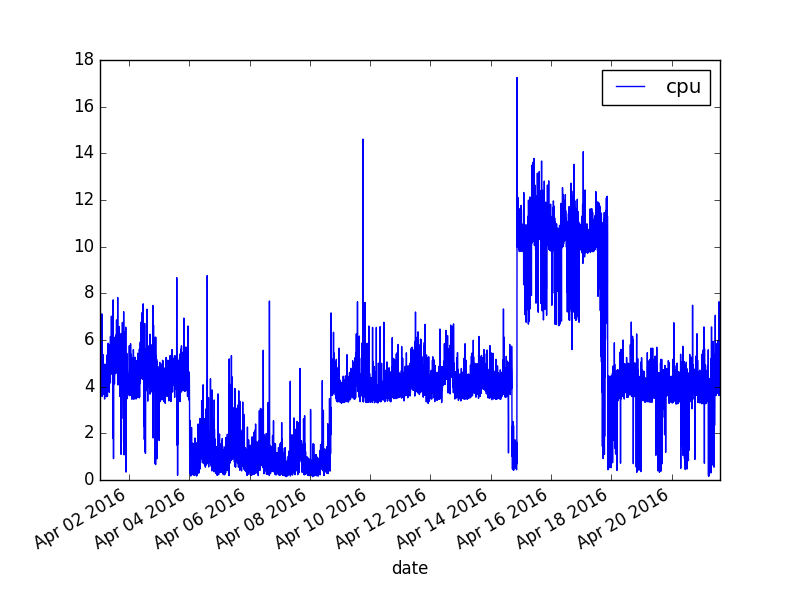 18
16
14
12
10
8
6
4
2
0
cpu
Apr 02 2016
Apr 04 2016
Apr 06 2016
Apr 08 2016
Apr 10 2016
Apr 12 2016
Apr 14 2016
Apr 16 2016
Apr 18 2016
Apr 20 2016
date